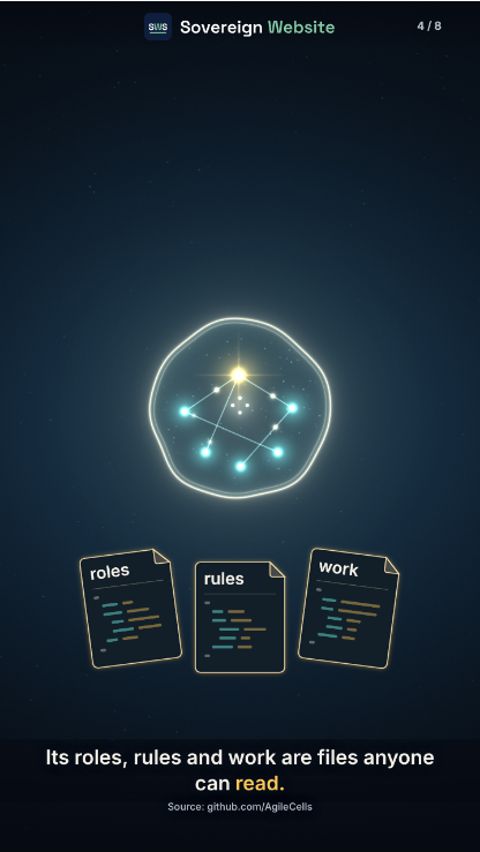 sws
Sovereign Website
4 / 8
roles
rules
work
Its roles, rules and work are files anyone
can read.
Source: github.com/AgileCells